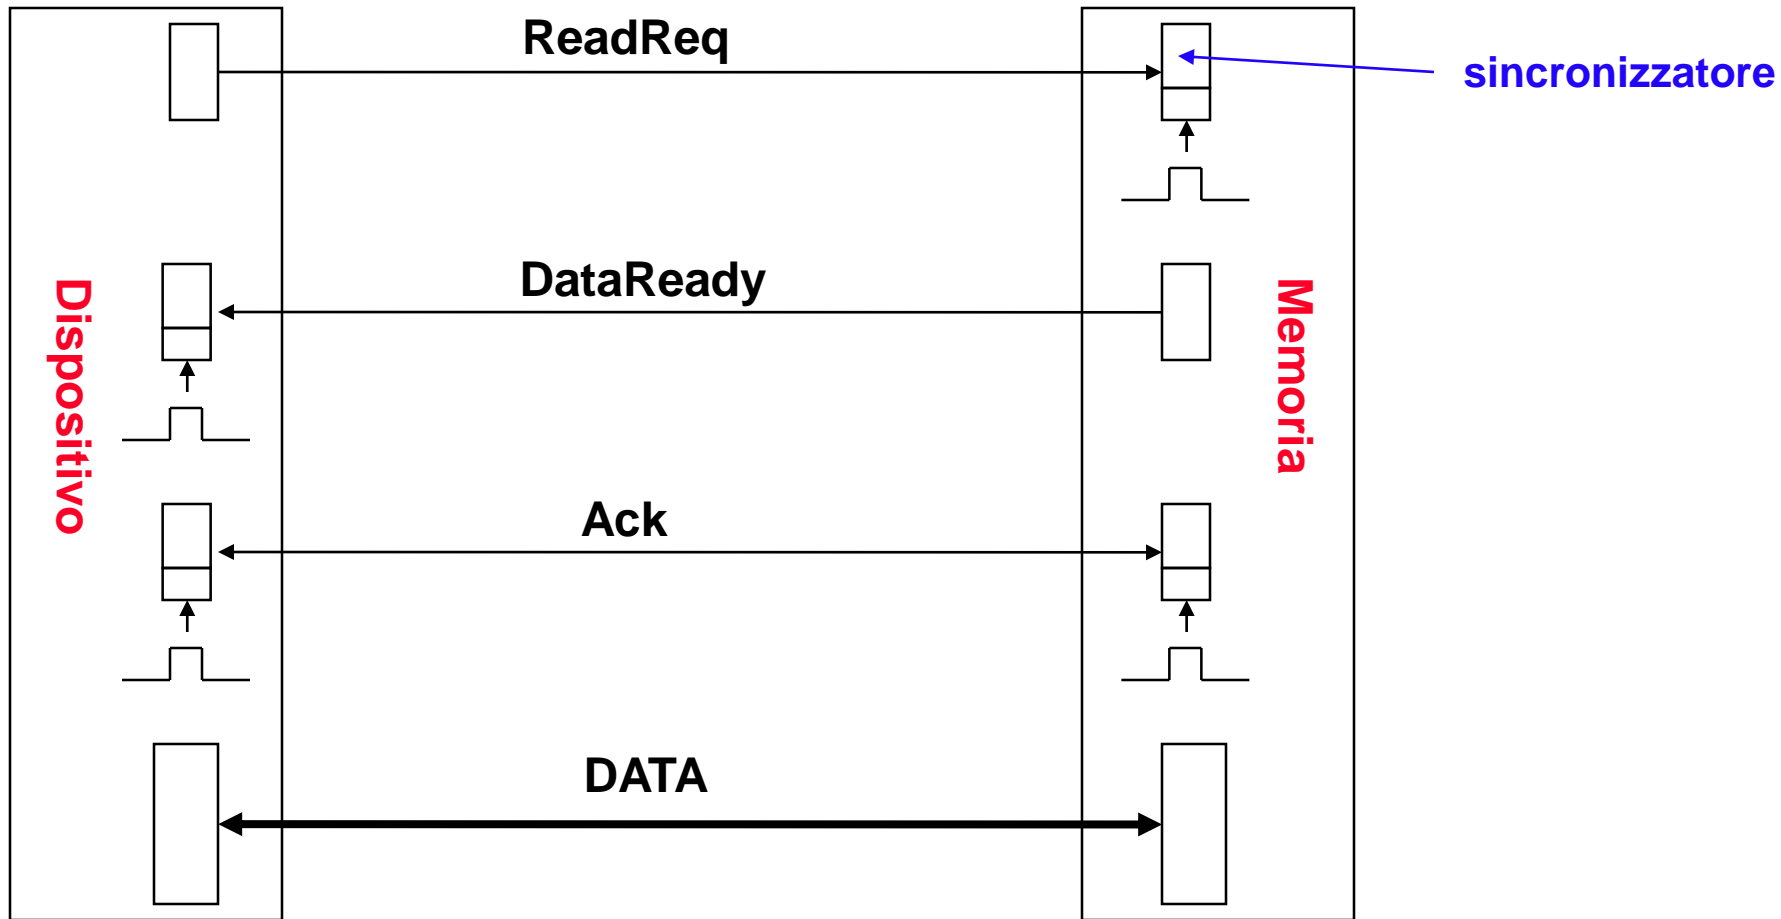 ReadReq
sincronizzatore
DataReady
Dispositivo
Memoria
Ack
DATA